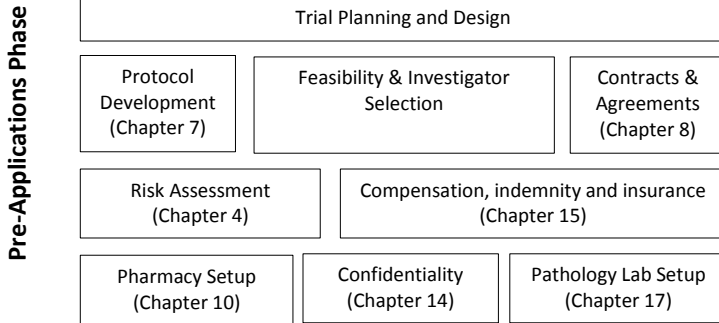 Pre-Applications Phase
Trial Planning and Design
Protocol
Development
(Chapter 7)
Feasibility & Investigator
Selection
Contracts &
Agreements
(Chapter 8)
Risk Assessment
(Chapter 4)
Compensation, indemnity and insurance
(Chapter 15)
Pharmacy Setup
(Chapter 10)
Confidentiality
(Chapter 14)
Pathology Lab Setup
(Chapter 17)